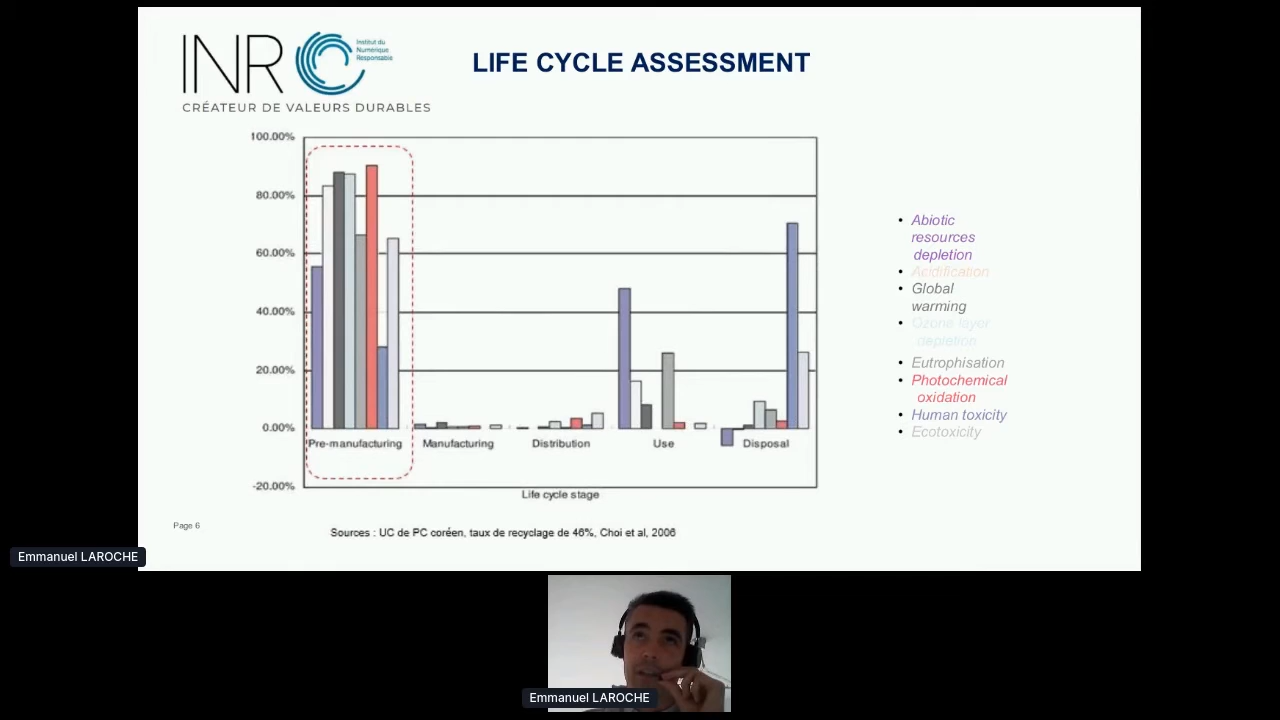 INR
Institut du
Numérique
Responsable
CRÉATEUR DE VALEURS DURABLES
LIFE CYCLE ASSESSMENT
100.00%
80.00%
60.00%
40.00%
20.00%
0.00%
-20.00%
Pre-manufacturing
Manufacturing
Distribution
Use
Disposal
Life cycle stage
• Abiotic
resources
depletion
• Acidification
• Global
warming
• Ozone layer
depletion
• Eutrophisation
• Photochemical
oxidation
• Human toxicity
• Ecotoxicity
Page 6
Sources : UC de PC coréen, taux de recyclage de 46%, Choi et al, 2006
Emmanuel LAROCHE
Emmanuel LAROCHE